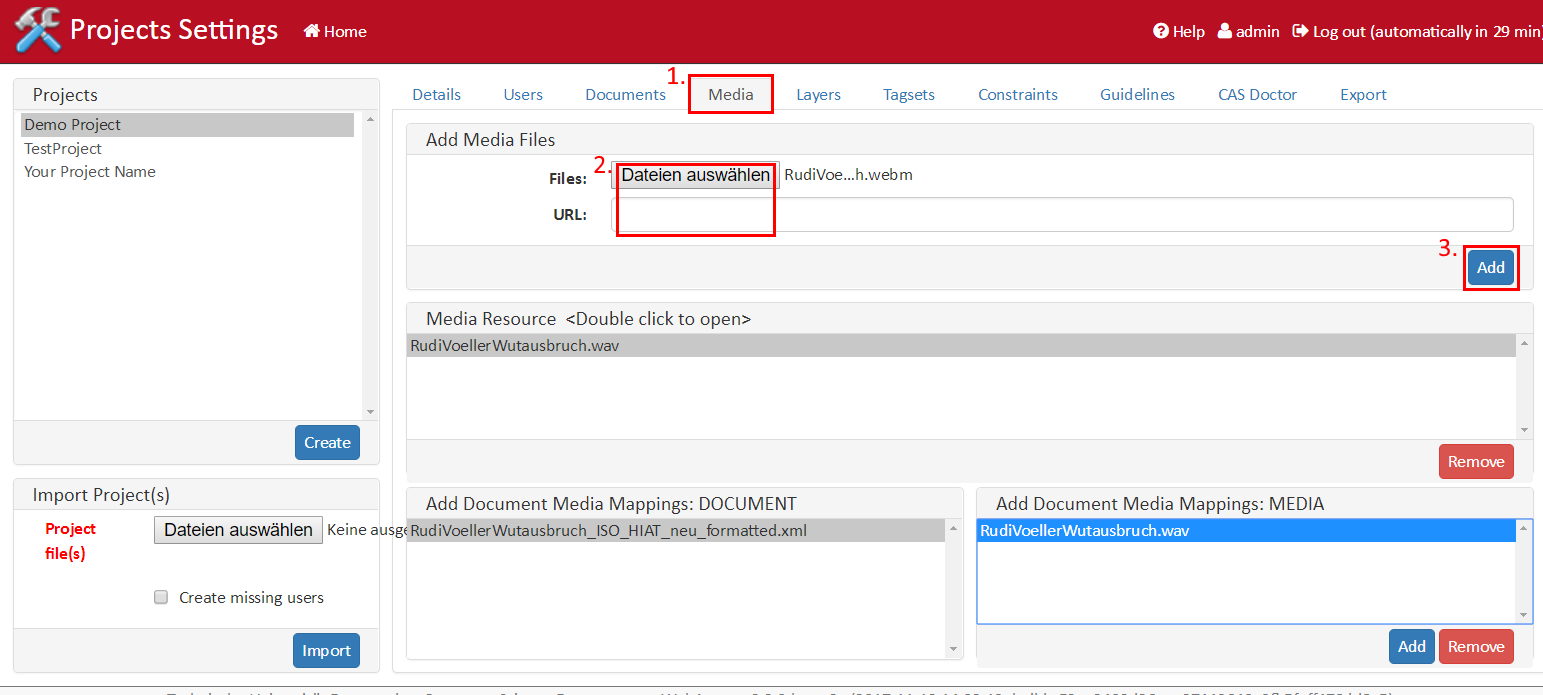 Projects Settings Home Help admin Log out (automatically in 29 min)
Projects
Demo Project
TestProject
Your Project Name
Create
Import Project(s)
Project file(s)
Dateien auswählen Keine ausge
Create missing users
Import
1.
Details Users Documents Media Layers Tagsets Constraints Guidelines CAS Doctor Export
Add Media Files
2.
Files: Dateien auswählen RudiVoe...h.webm
URL:
3.
Add
Media Resource <Double click to open>
RudiVoellerWutausbruch.wav
Remove
Add Document Media Mappings: DOCUMENT
RudiVoellerWutausbruch_ISO_HIAT_neu_formatted.xml
Add Document Media Mappings: MEDIA
RudiVoellerWutausbruch.wav
Add Remove